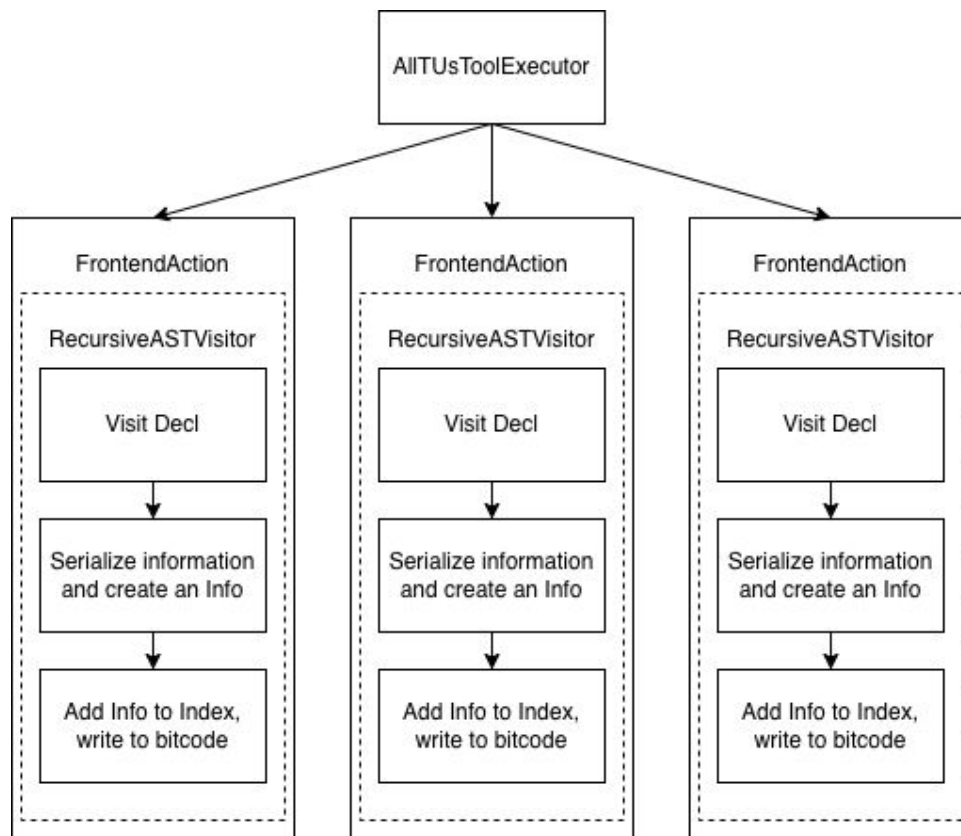 AllTUsToolExecutor
FrontendAction
RecursiveASTVisitor
Visit Decl
Serialize information
and create an Info
Add Info to Index,
write to bitcode
FrontendAction
RecursiveASTVisitor
Visit Decl
Serialize information
and create an Info
Add Info to Index,
write to bitcode
FrontendAction
RecursiveASTVisitor
Visit Decl
Serialize information
and create an Info
Add Info to Index,
write to bitcode